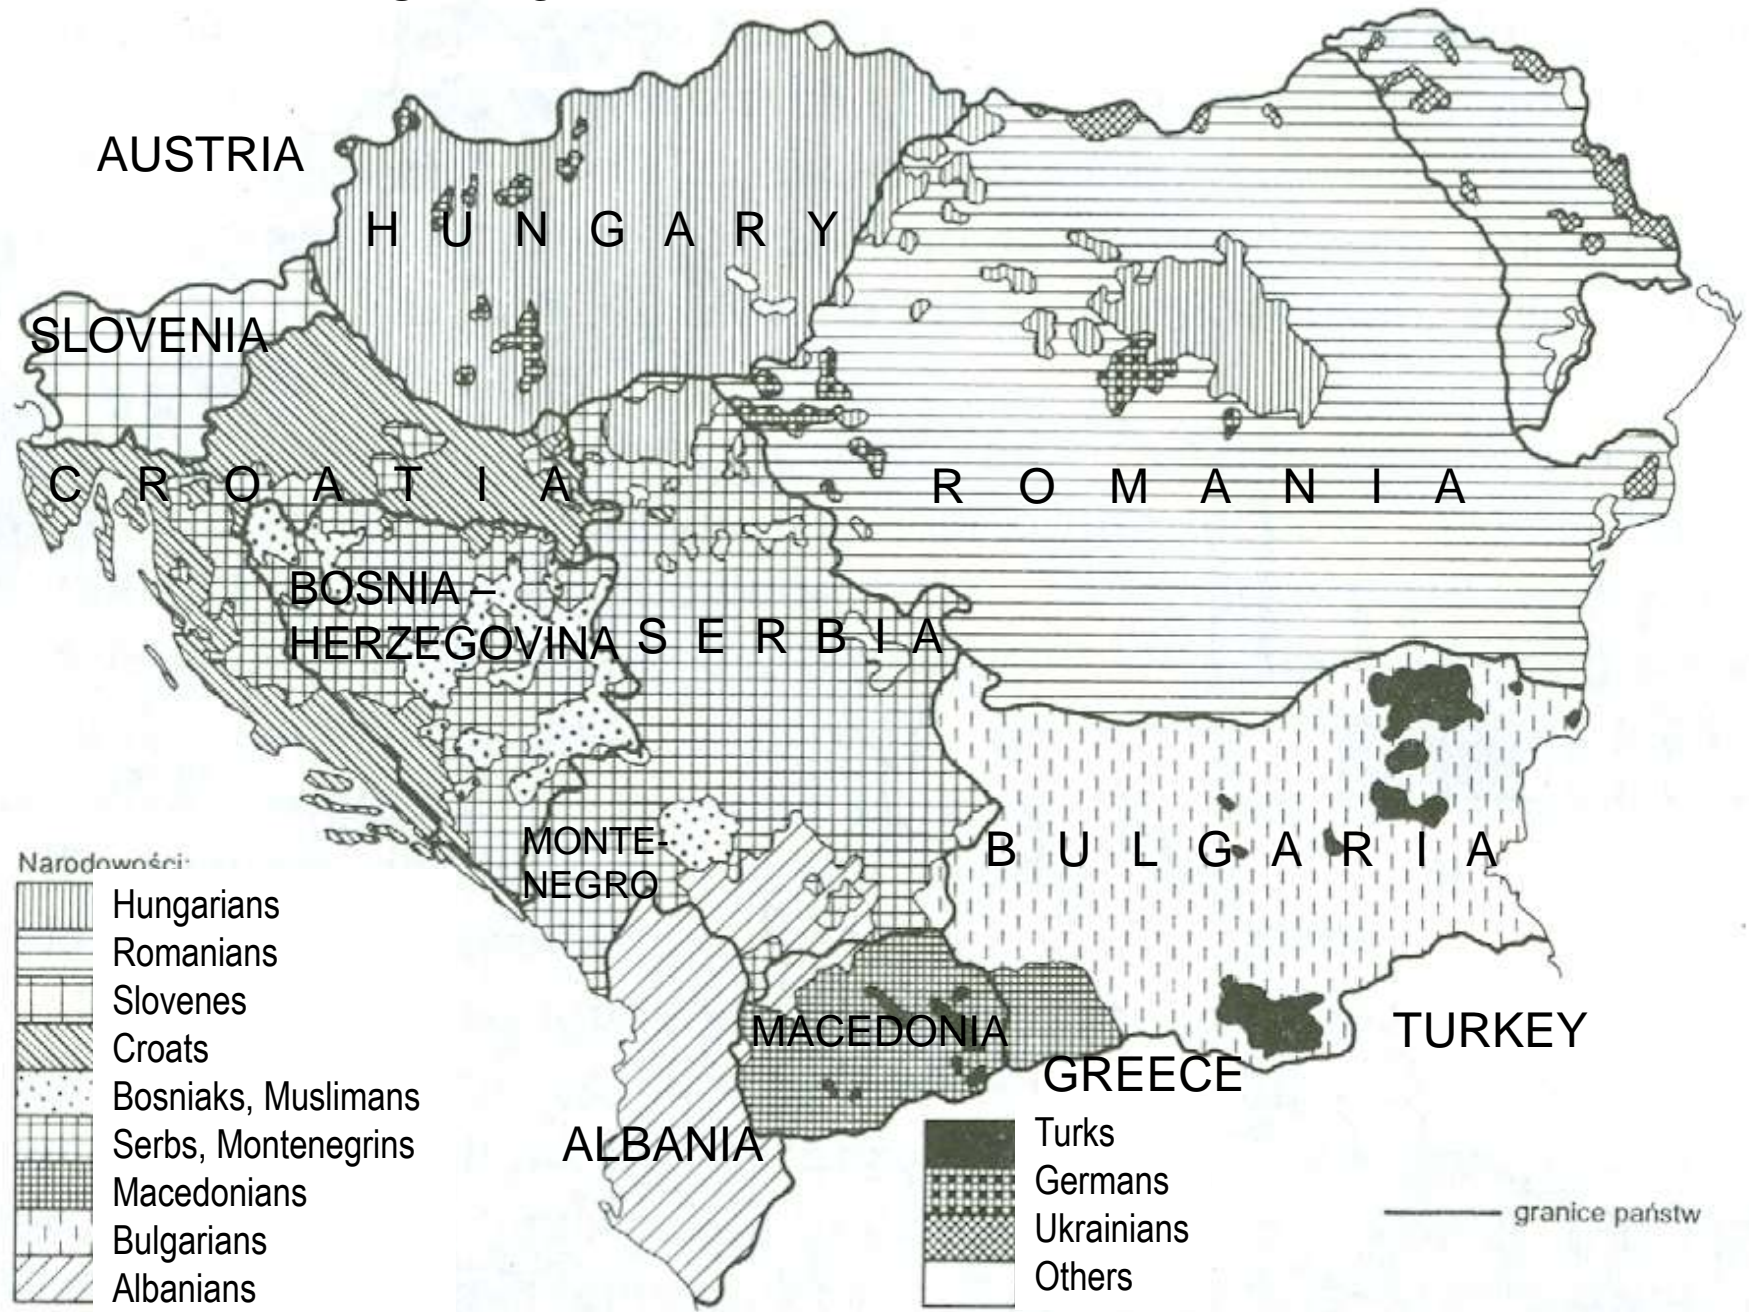 AUSTRIA
H U N G A R Y
SLOVENIA
C R O A T I A
R O M A N I A
BOSNIA –
HERZEGOVINA
S E R B I A
MONTE-
NEGRO
B U L G A R I A
MACEDONIA
GREECE
TURKEY
ALBANIA
Narodowości:
Hungarians
Romanians
Slovenes
Croats
Bosniaks, Muslimans
Serbs, Montenegrins
Macedonians
Bulgarians
Albanians
Turks
Germans
Ukrainians
Others
granice państw